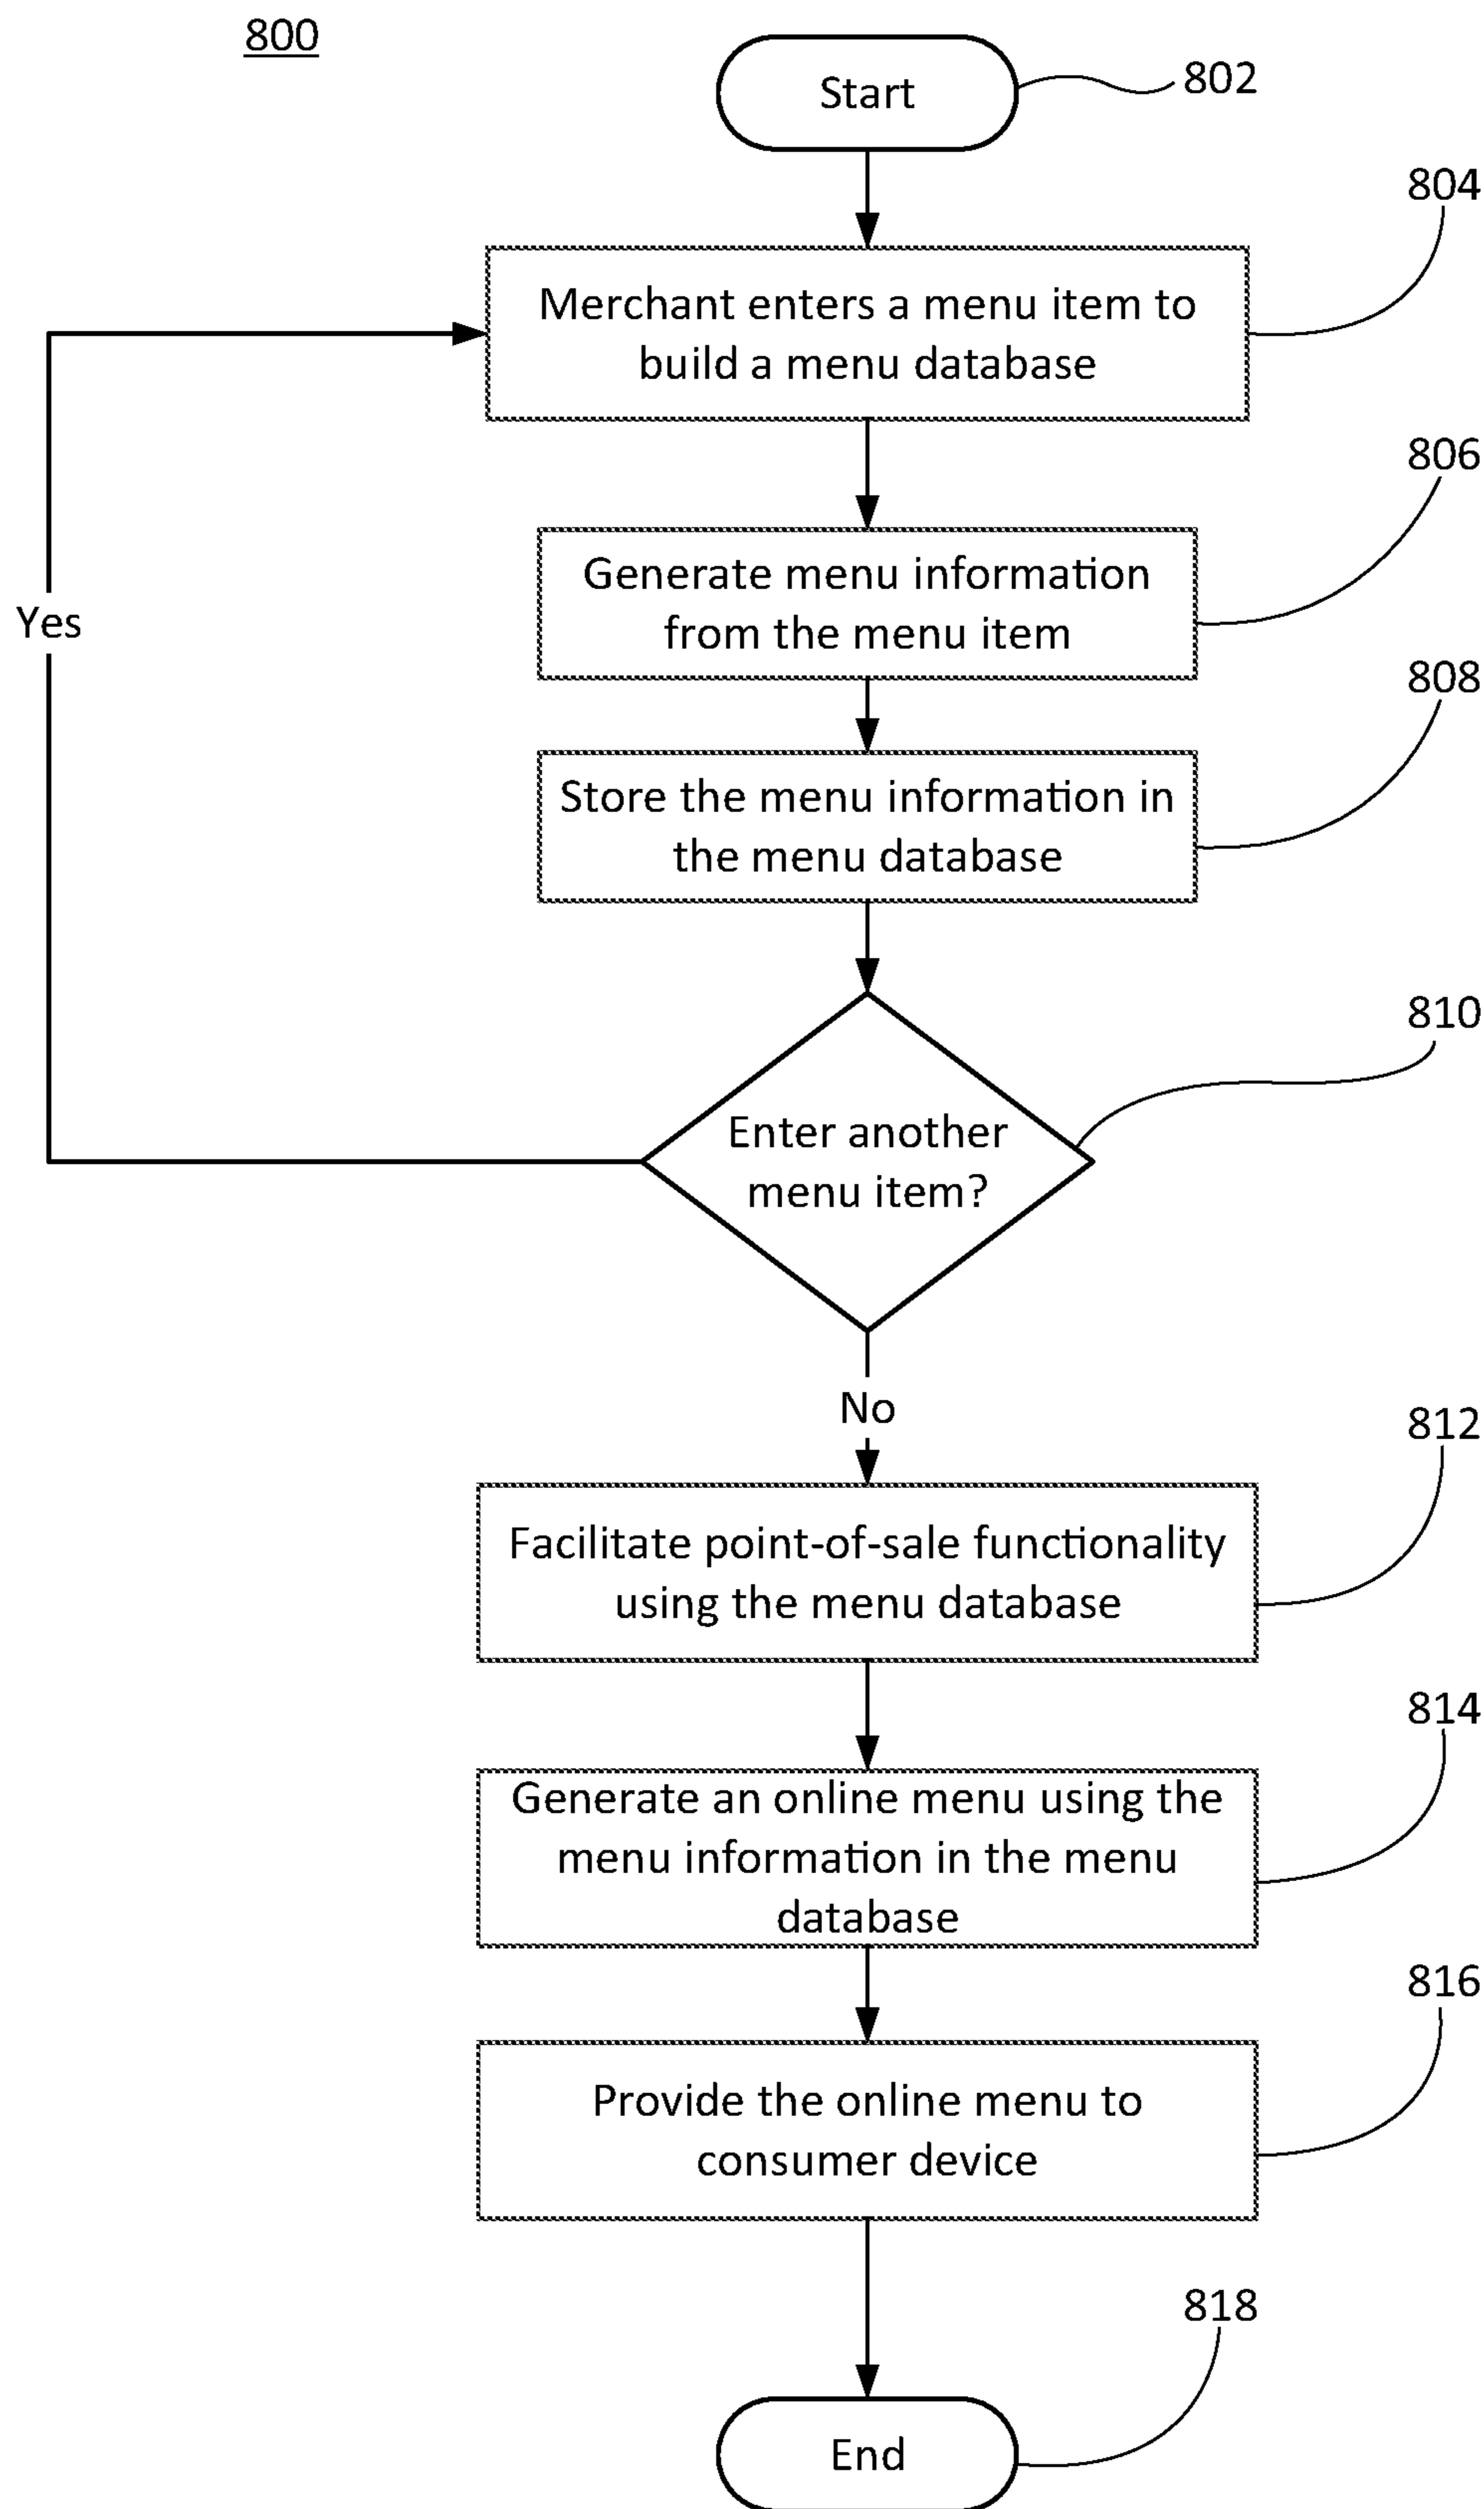 800
Start
802
804
Merchant enters a menu item to
build a menu database
806
Generate menu information
from the menu item
Yes
808
Store the menu information in
the menu database
810
Enter another
menu item?
No
812
Facilitate point-of-sale functionality
using the menu database
814
Generate an online menu using the
menu information in the menu
database
816
Provide the online menu to
consumer device
818
End